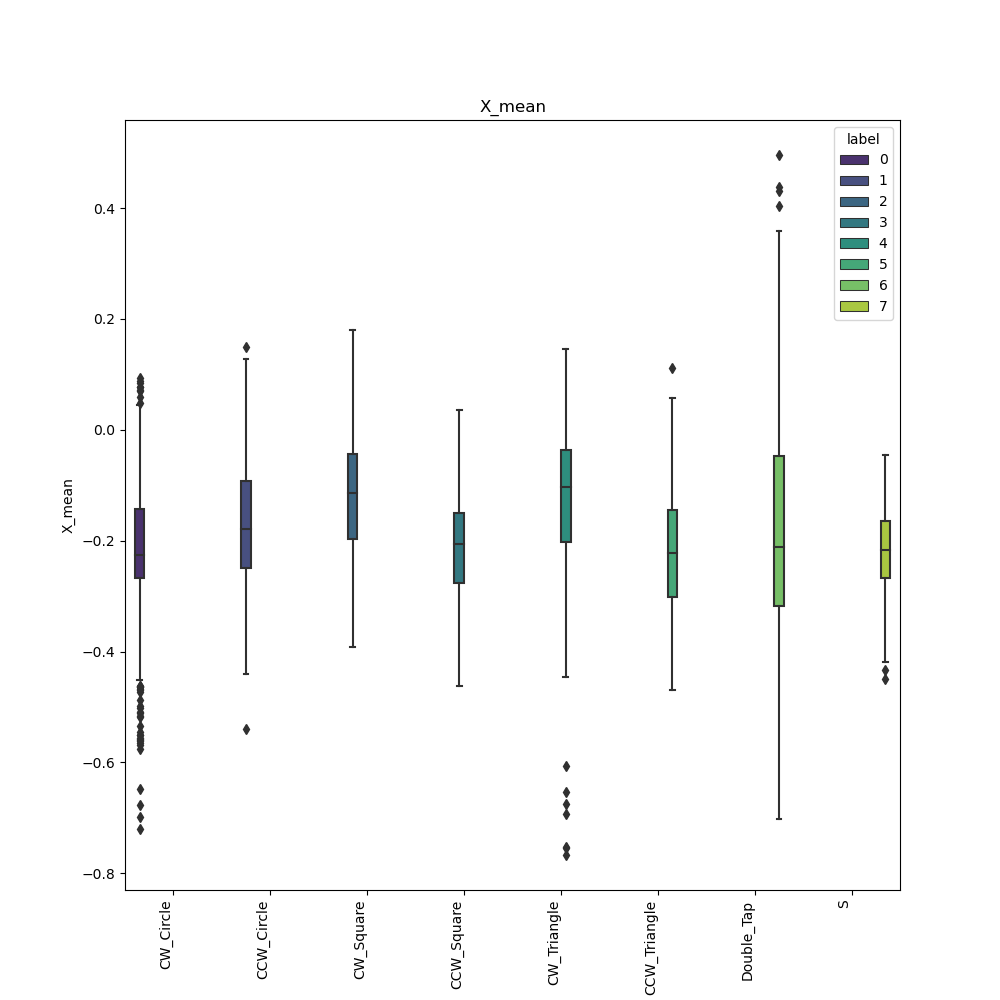 X_mean
label
0
1
2
3
4
5
6
7
0.4
0.2
0.0
−0.2
−0.4
−0.6
−0.8
X_mean
CW_Circle
CCW_Circle
CW_Square
CCW_Square
CW_Triangle
CCW_Triangle
Double_Tap
S